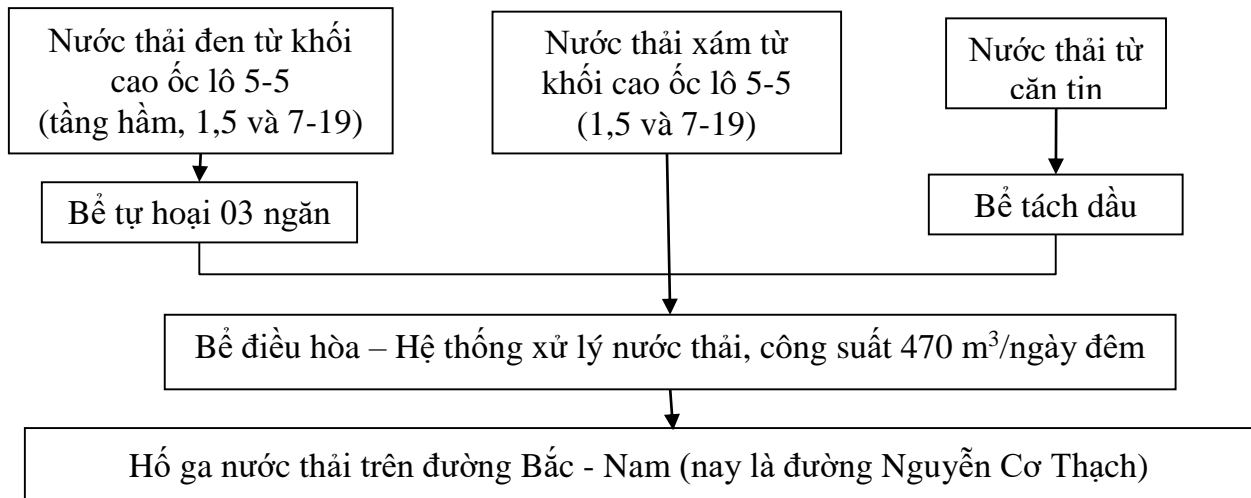 Nước thải đen từ khối
cao ốc lô 5-5
(tầng hầm, 1,5 và 7-19)
Nước thải xám từ
khối cao ốc lô 5-5
(1,5 và 7-19)
Nước thải từ
căn tin
Bể tự hoại 03 ngăn
Bể tách dầu
Bể điều hòa – Hệ thống xử lý nước thải, công suất 470 m³/ngày đêm
Hố ga nước thải trên đường Bắc - Nam (nay là đường Nguyễn Cơ Thạch)